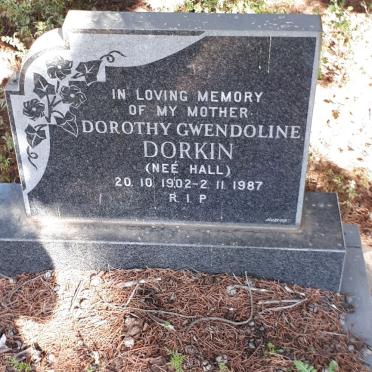 IN LOVING MEMORY
OF MY MOTHER
DOROTHY GWENDOLINE
DORKIN
(NEÉ HALL)
20.10.1902-2.11.1987
R.I.P